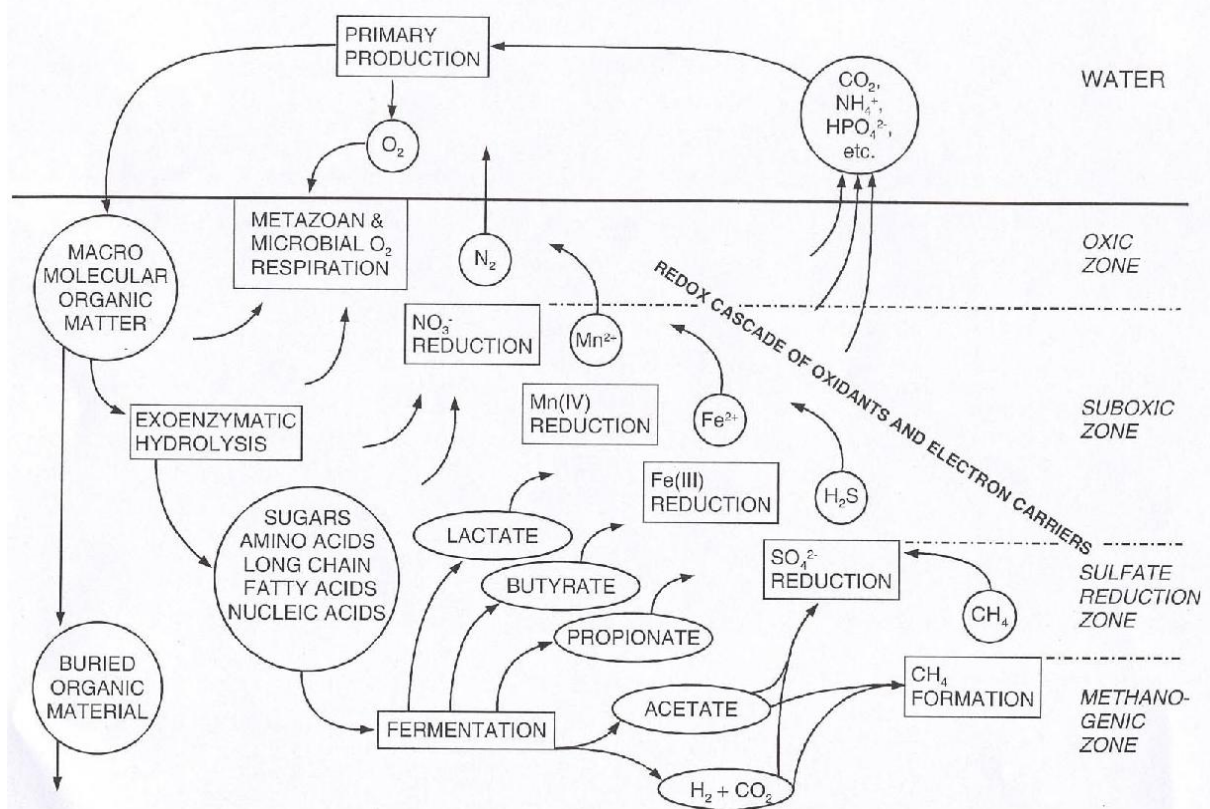 PRIMARY
PRODUCTION
CO₂,
NH₄⁺,
HPO₄²⁻,
etc.
WATER
O₂
METAZOAN &
MICROBIAL O₂
RESPIRATION
N₂
OXIC
ZONE
MACRO
MOLECULAR
ORGANIC
MATTER
REDOX CASCADE OF OXIDANTS AND ELECTRON CARRIERS
NO₃⁻
REDUCTION
Mn²⁺
EXOENZYMATIC
HYDROLYSIS
Mn(IV)
REDUCTION
Fe²⁺
SUBOXIC
ZONE
Fe(III)
REDUCTION
H₂S
SUGARS
AMINO ACIDS
LONG CHAIN
FATTY ACIDS
NUCLEIC ACIDS
LACTATE
BUTYRATE
PROPIONATE
SO₄²⁻
REDUCTION
CH₄
SULFATE
REDUCTION
ZONE
BURIED
ORGANIC
MATERIAL
FERMENTATION
ACETATE
H₂ + CO₂
CH₄
FORMATION
METHANO-
GENIC
ZONE